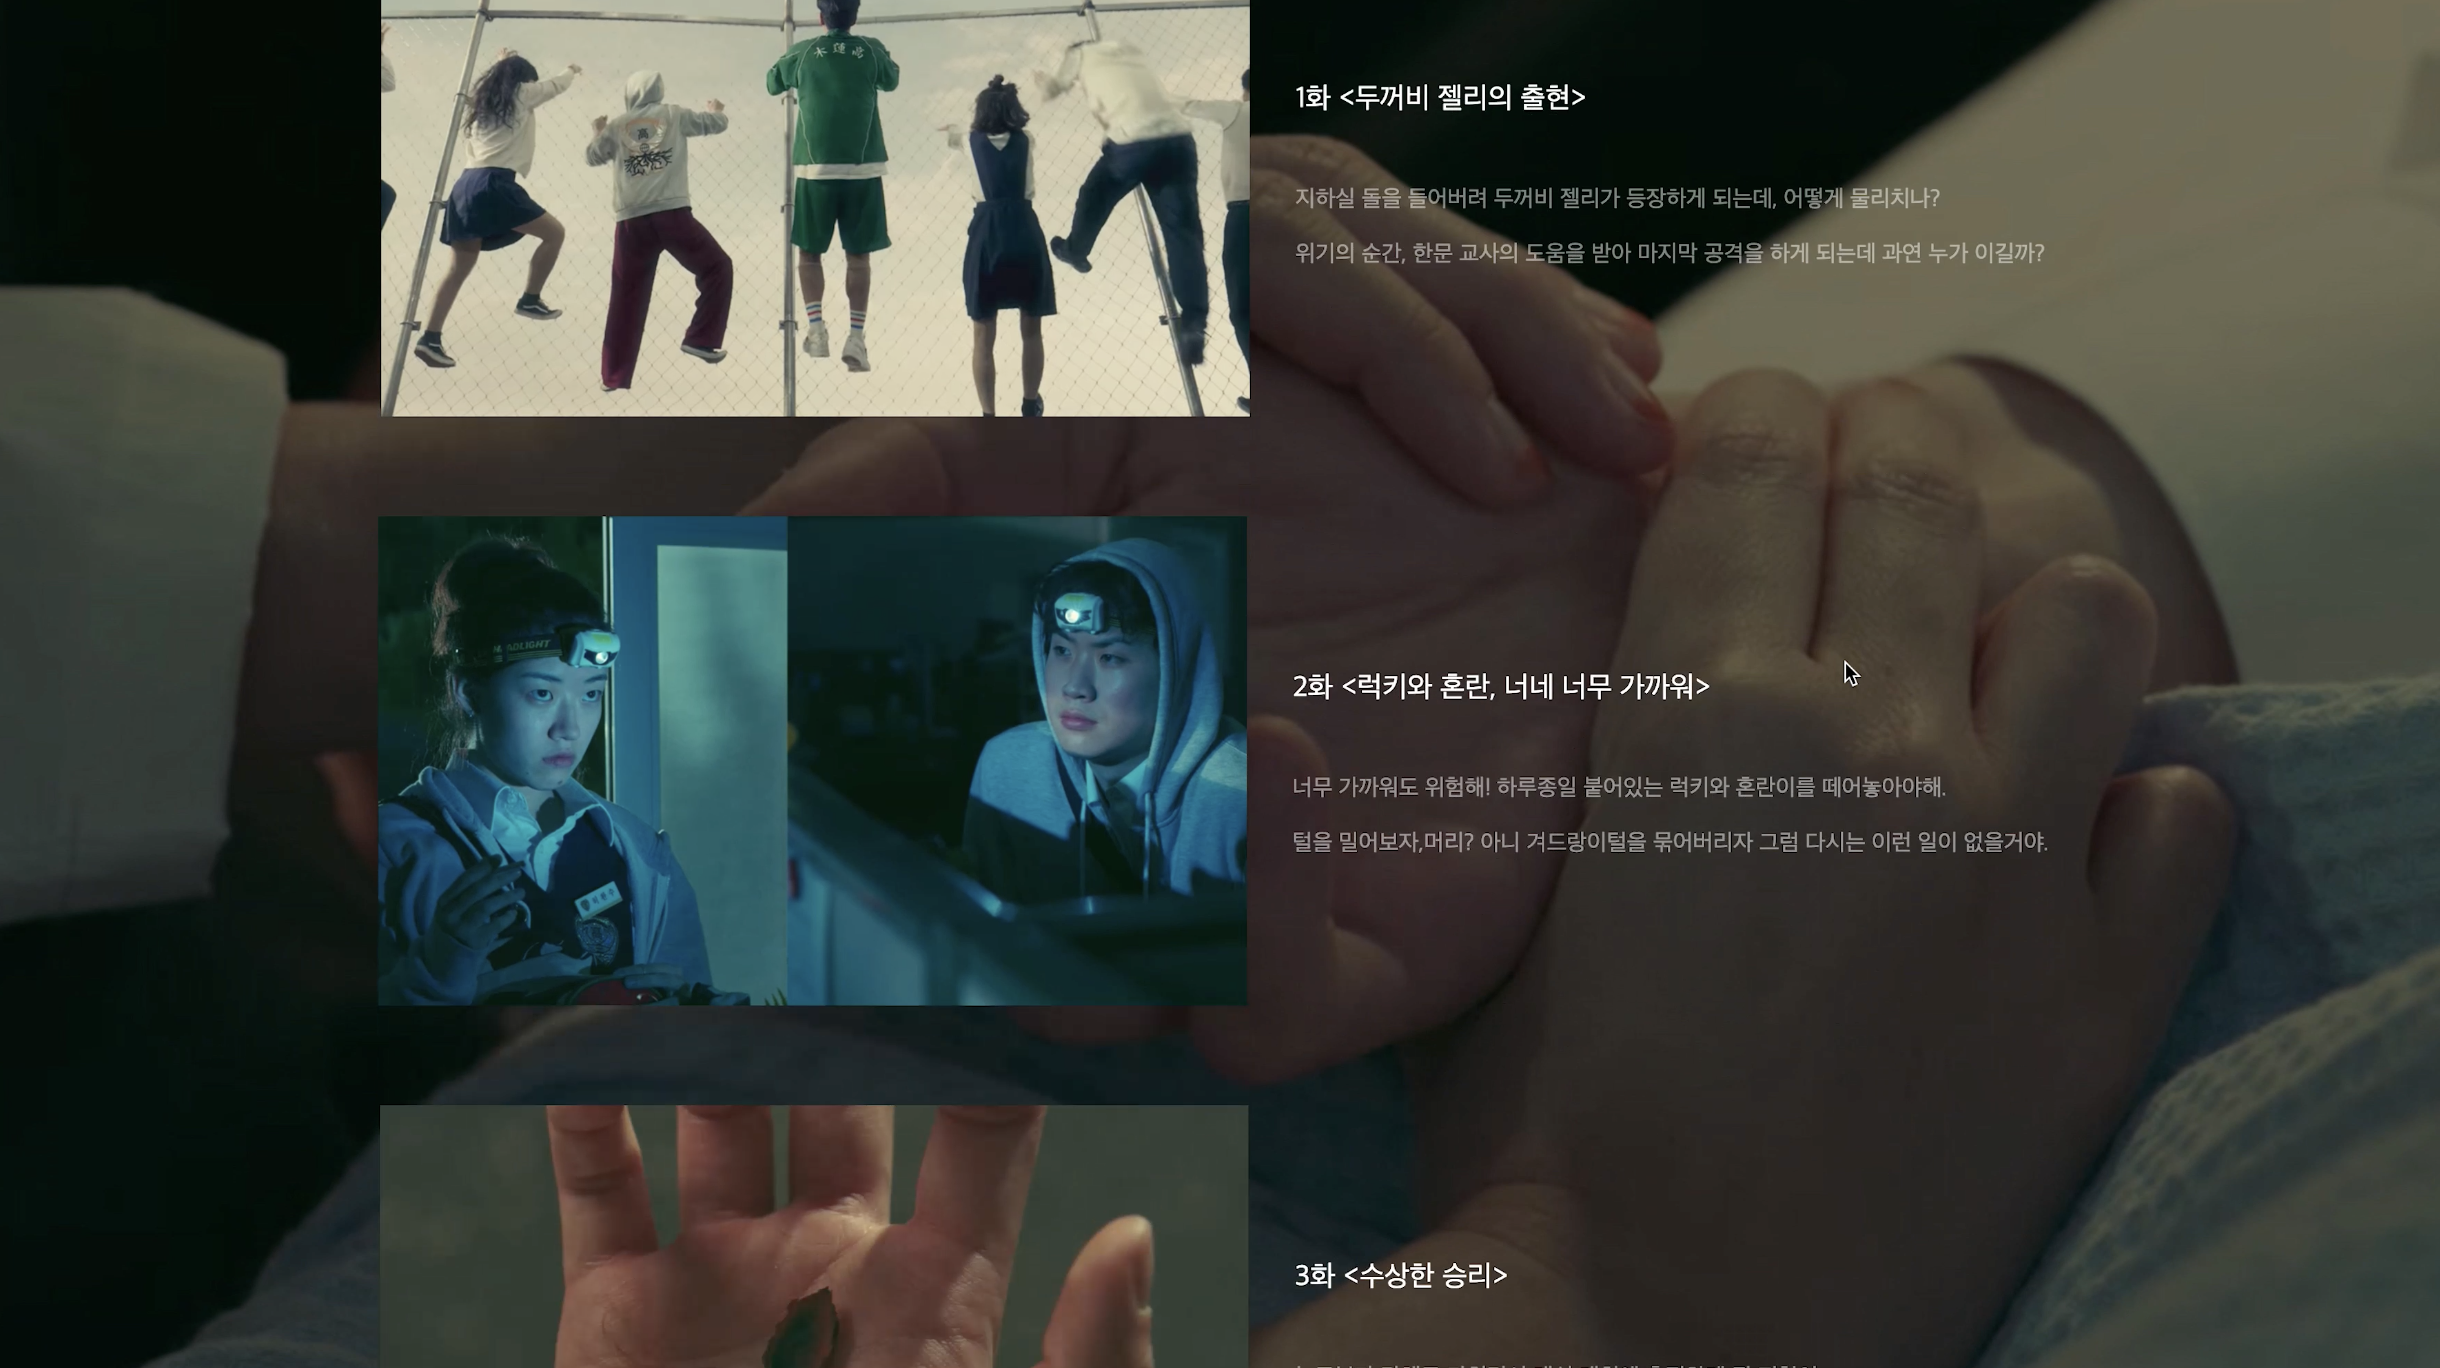 木蓮高
高
1화 <두꺼비 젤리의 출현>
지하실 돌을 들어버려 두꺼비 젤리가 등장하게 되는데, 어떻게 물리치나?
위기의 순간, 한문 교사의 도움을 받아 마지막 공격을 하게 되는데 과연 누가 이길까?
ADLIGHT
2화 <럭키와 혼란, 너네 너무 가까워>
너무 가까워도 위험해! 하루종일 붙어있는 럭키와 혼란이를 떼어놓아야해.
털을 밀어보자,머리? 아니 겨드랑이털을 묶어버리자 그럼 다시는 이런 일이 없을거야.
3화 <수상한 승리>